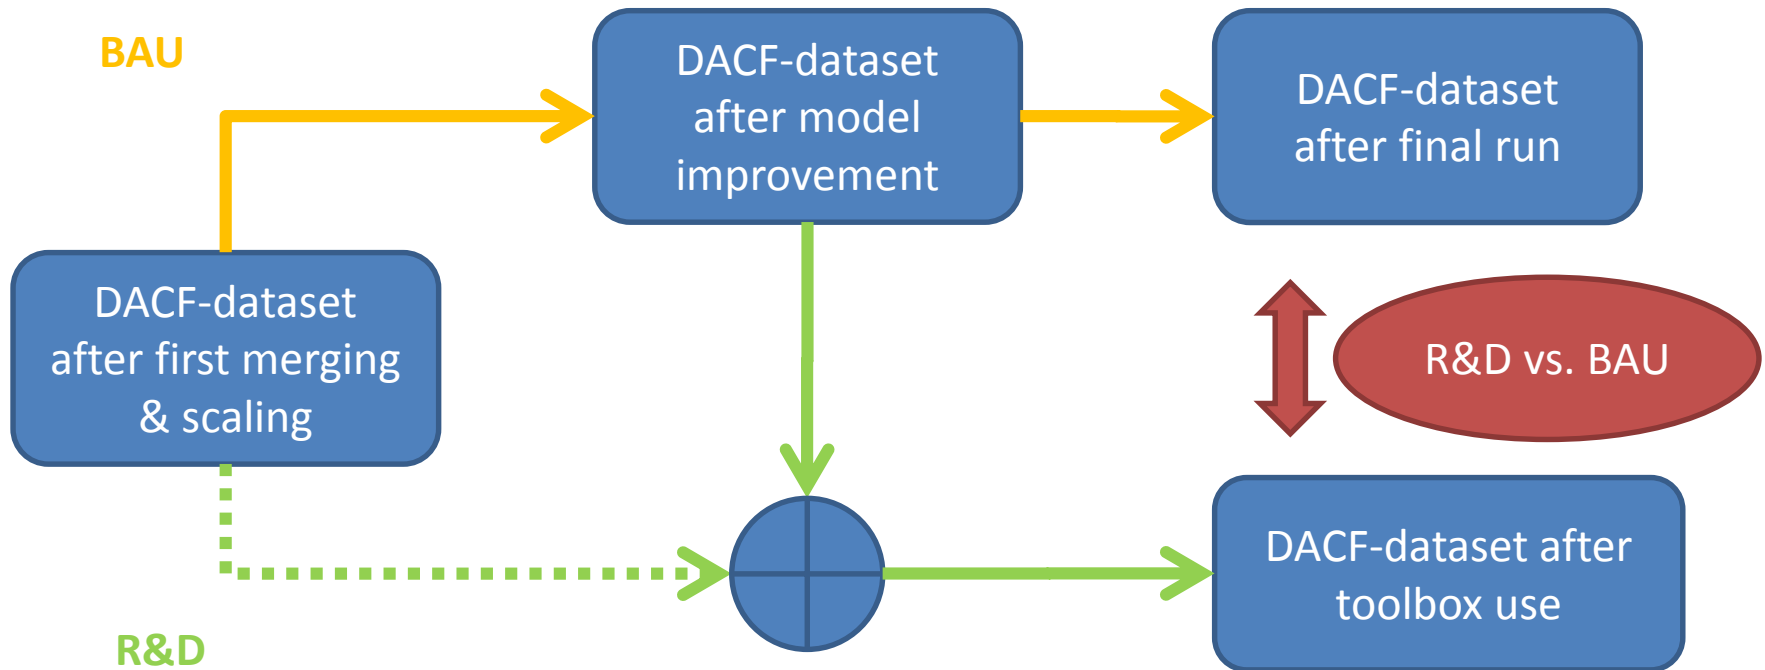 BAU
DACF-dataset
after model
improvement
DACF-dataset
after final run
DACF-dataset
after first merging
& scaling
R&D vs. BAU
DACF-dataset after
toolbox use
R&D